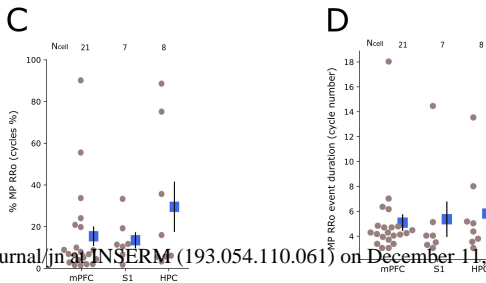 C
Ncell 21 7 8
% MP RRo (cycles %)
100
80
60
40
20
0
mPFC S1 HPC
D
Ncell 21 7 8
MP RRo event duration (cycle number)
18
16
14
12
10
8
6
4
mPFC S1 HPC
urnal/jn at INSERM (193.054.110.061) on December 11,